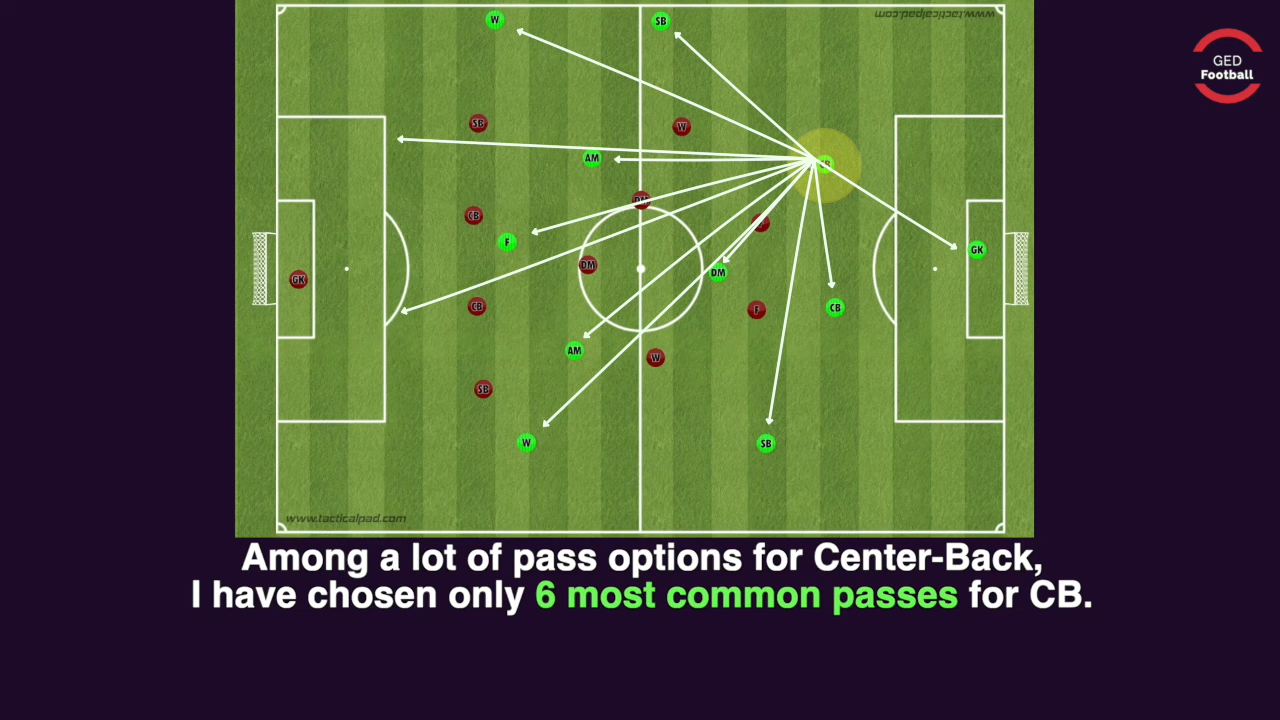 W
SB
www.tacticalpad.com
GED
Football
SB
W
AM
CB
DM
CB
F
F
GK
DM
DM
GK
CB
F
CB
AM
W
SB
W
SB
www.tacticalpad.com
Among a lot of pass options for Center-Back,
I have chosen only 6 most common passes for CB.